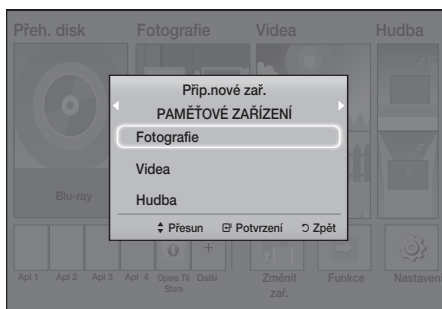 Přeh. disk Fotografie Videa Hudba
Přip.nové zař.
PAMĚŤOVÉ ZAŘÍZENÍ
Fotografie
Videa
Hudba
Přesun Potvrzení Zpět
Blu-ray
Apl 1 Apl 2 Apl 3 Apl 4 Opera TV Store Další Změnit zař. Funkce Nastavení